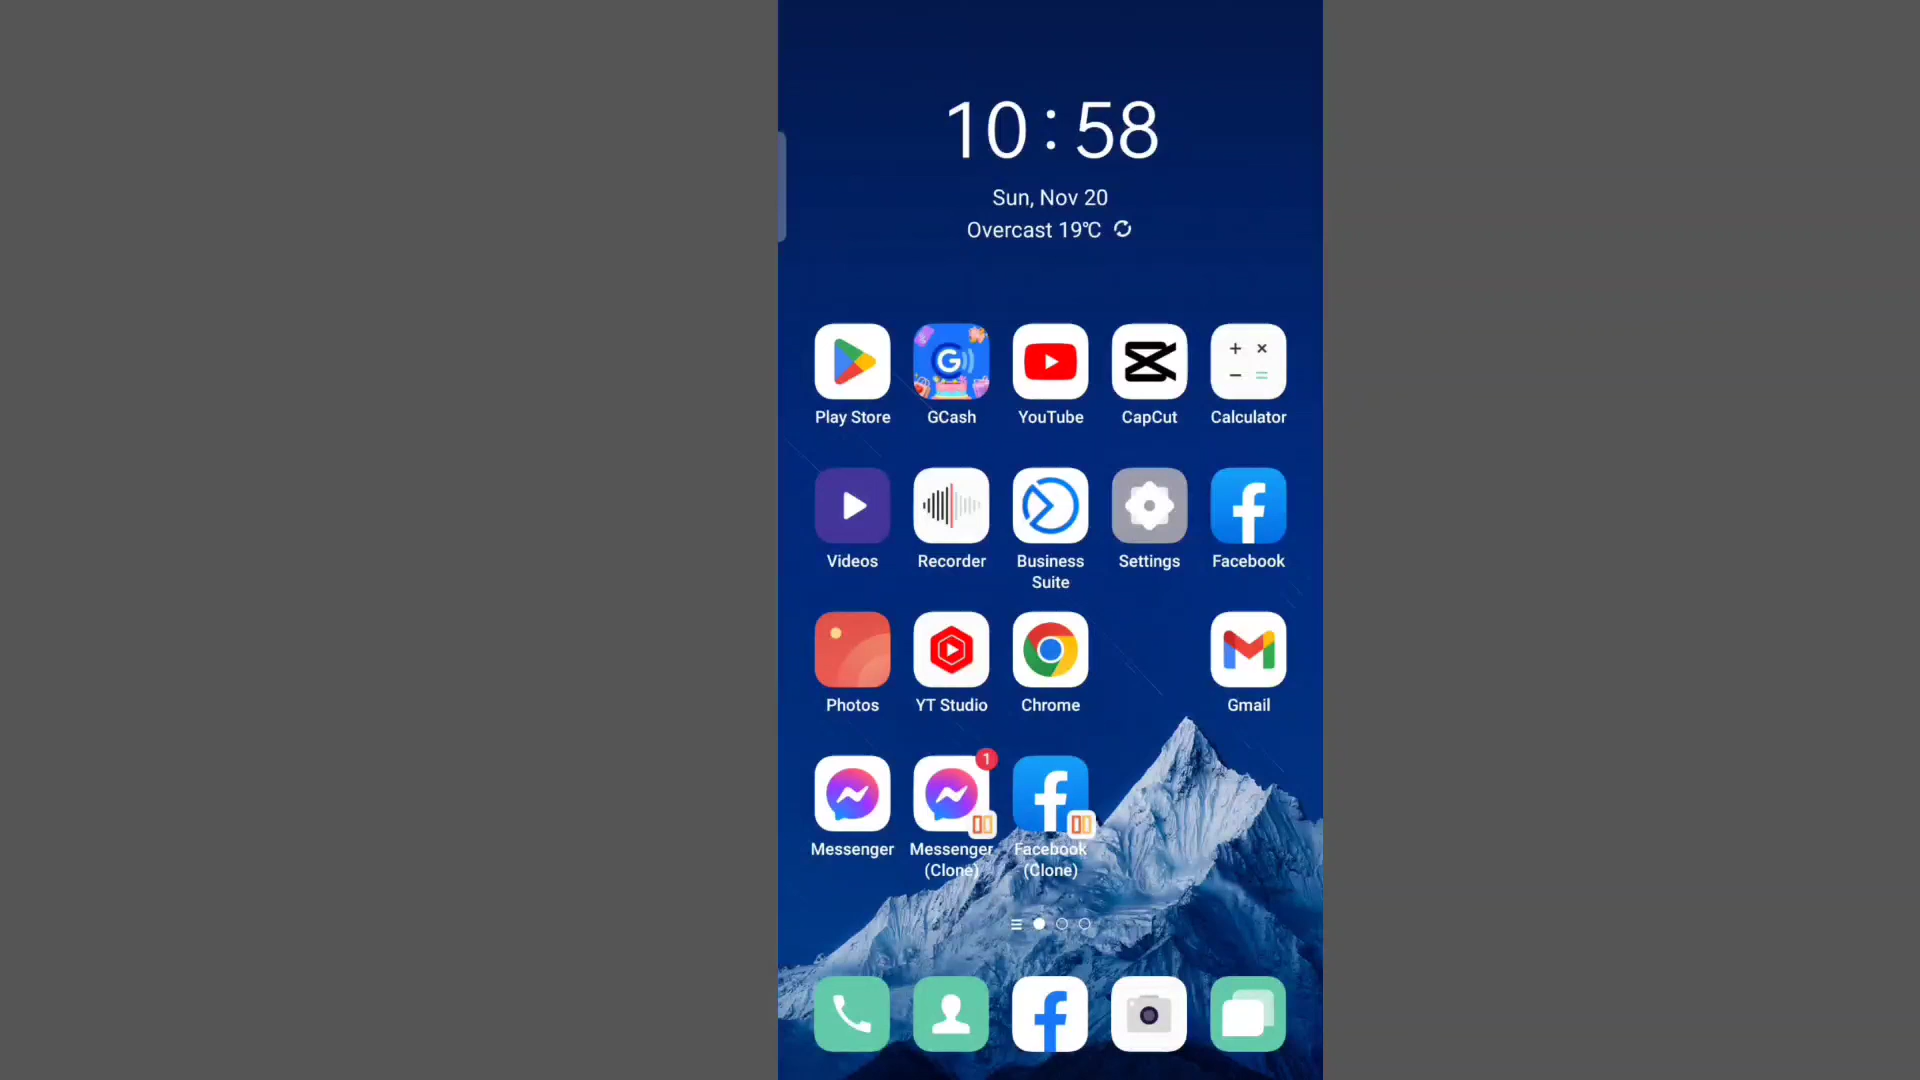 10:58
Sun, Nov 20
Overcast 19℃
Play Store
GCash
YouTube
CapCut
Calculator
Videos
Recorder
Business
Suite
Settings
Facebook
Photos
YT Studio
Chrome
Gmail
1
Messenger
Messenger
(Clone)
Facebook
(Clone)